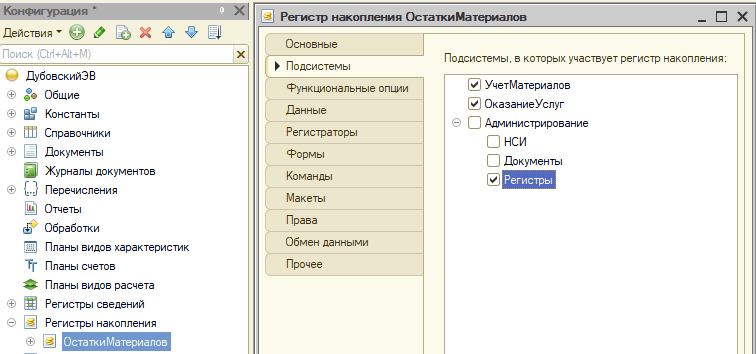 Конфигурация *
Действия
Поиск (Ctrl+Alt+M)
ДубовскийЭВ
Общие
Константы
Справочники
Документы
Журналы документов
Перечисления
Отчеты
Обработки
Планы видов характеристик
Планы счетов
Планы видов расчета
Регистры сведений
Регистры накопления
ОстаткиМатериалов
Регистр накопления ОстаткиМатериалов
Основные
Подсистемы
Функциональные опции
Данные
Регистраторы
Формы
Команды
Макеты
Права
Обмен данными
Прочее
Подсистемы, в которых участвует регистр накопления:
УчетМатериалов
ОказаниеУслуг
Администрирование
НСИ
Документы
Регистры